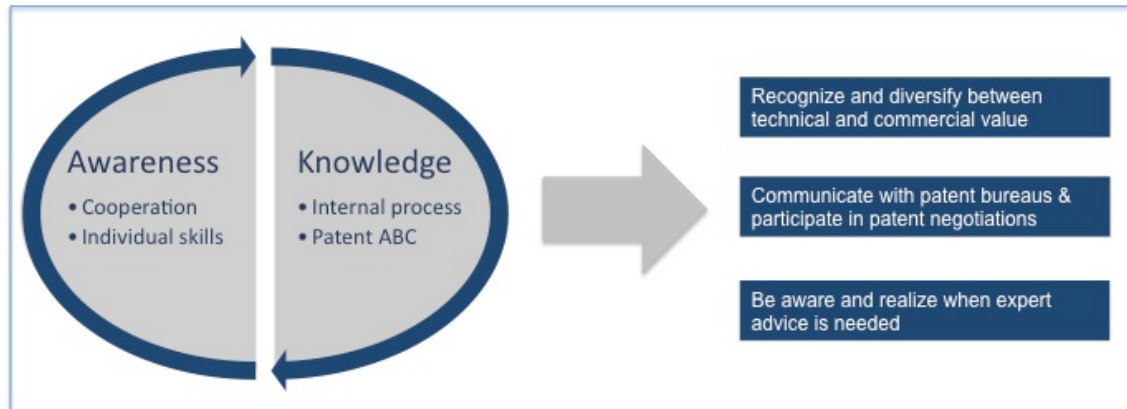 Awareness
• Cooperation
• Individual skills
Knowledge
• Internal process
• Patent ABC
Recognize and diversify between
technical and commercial value
Communicate with patent bureaus &
participate in patent negotiations
Be aware and realize when expert
advice is needed